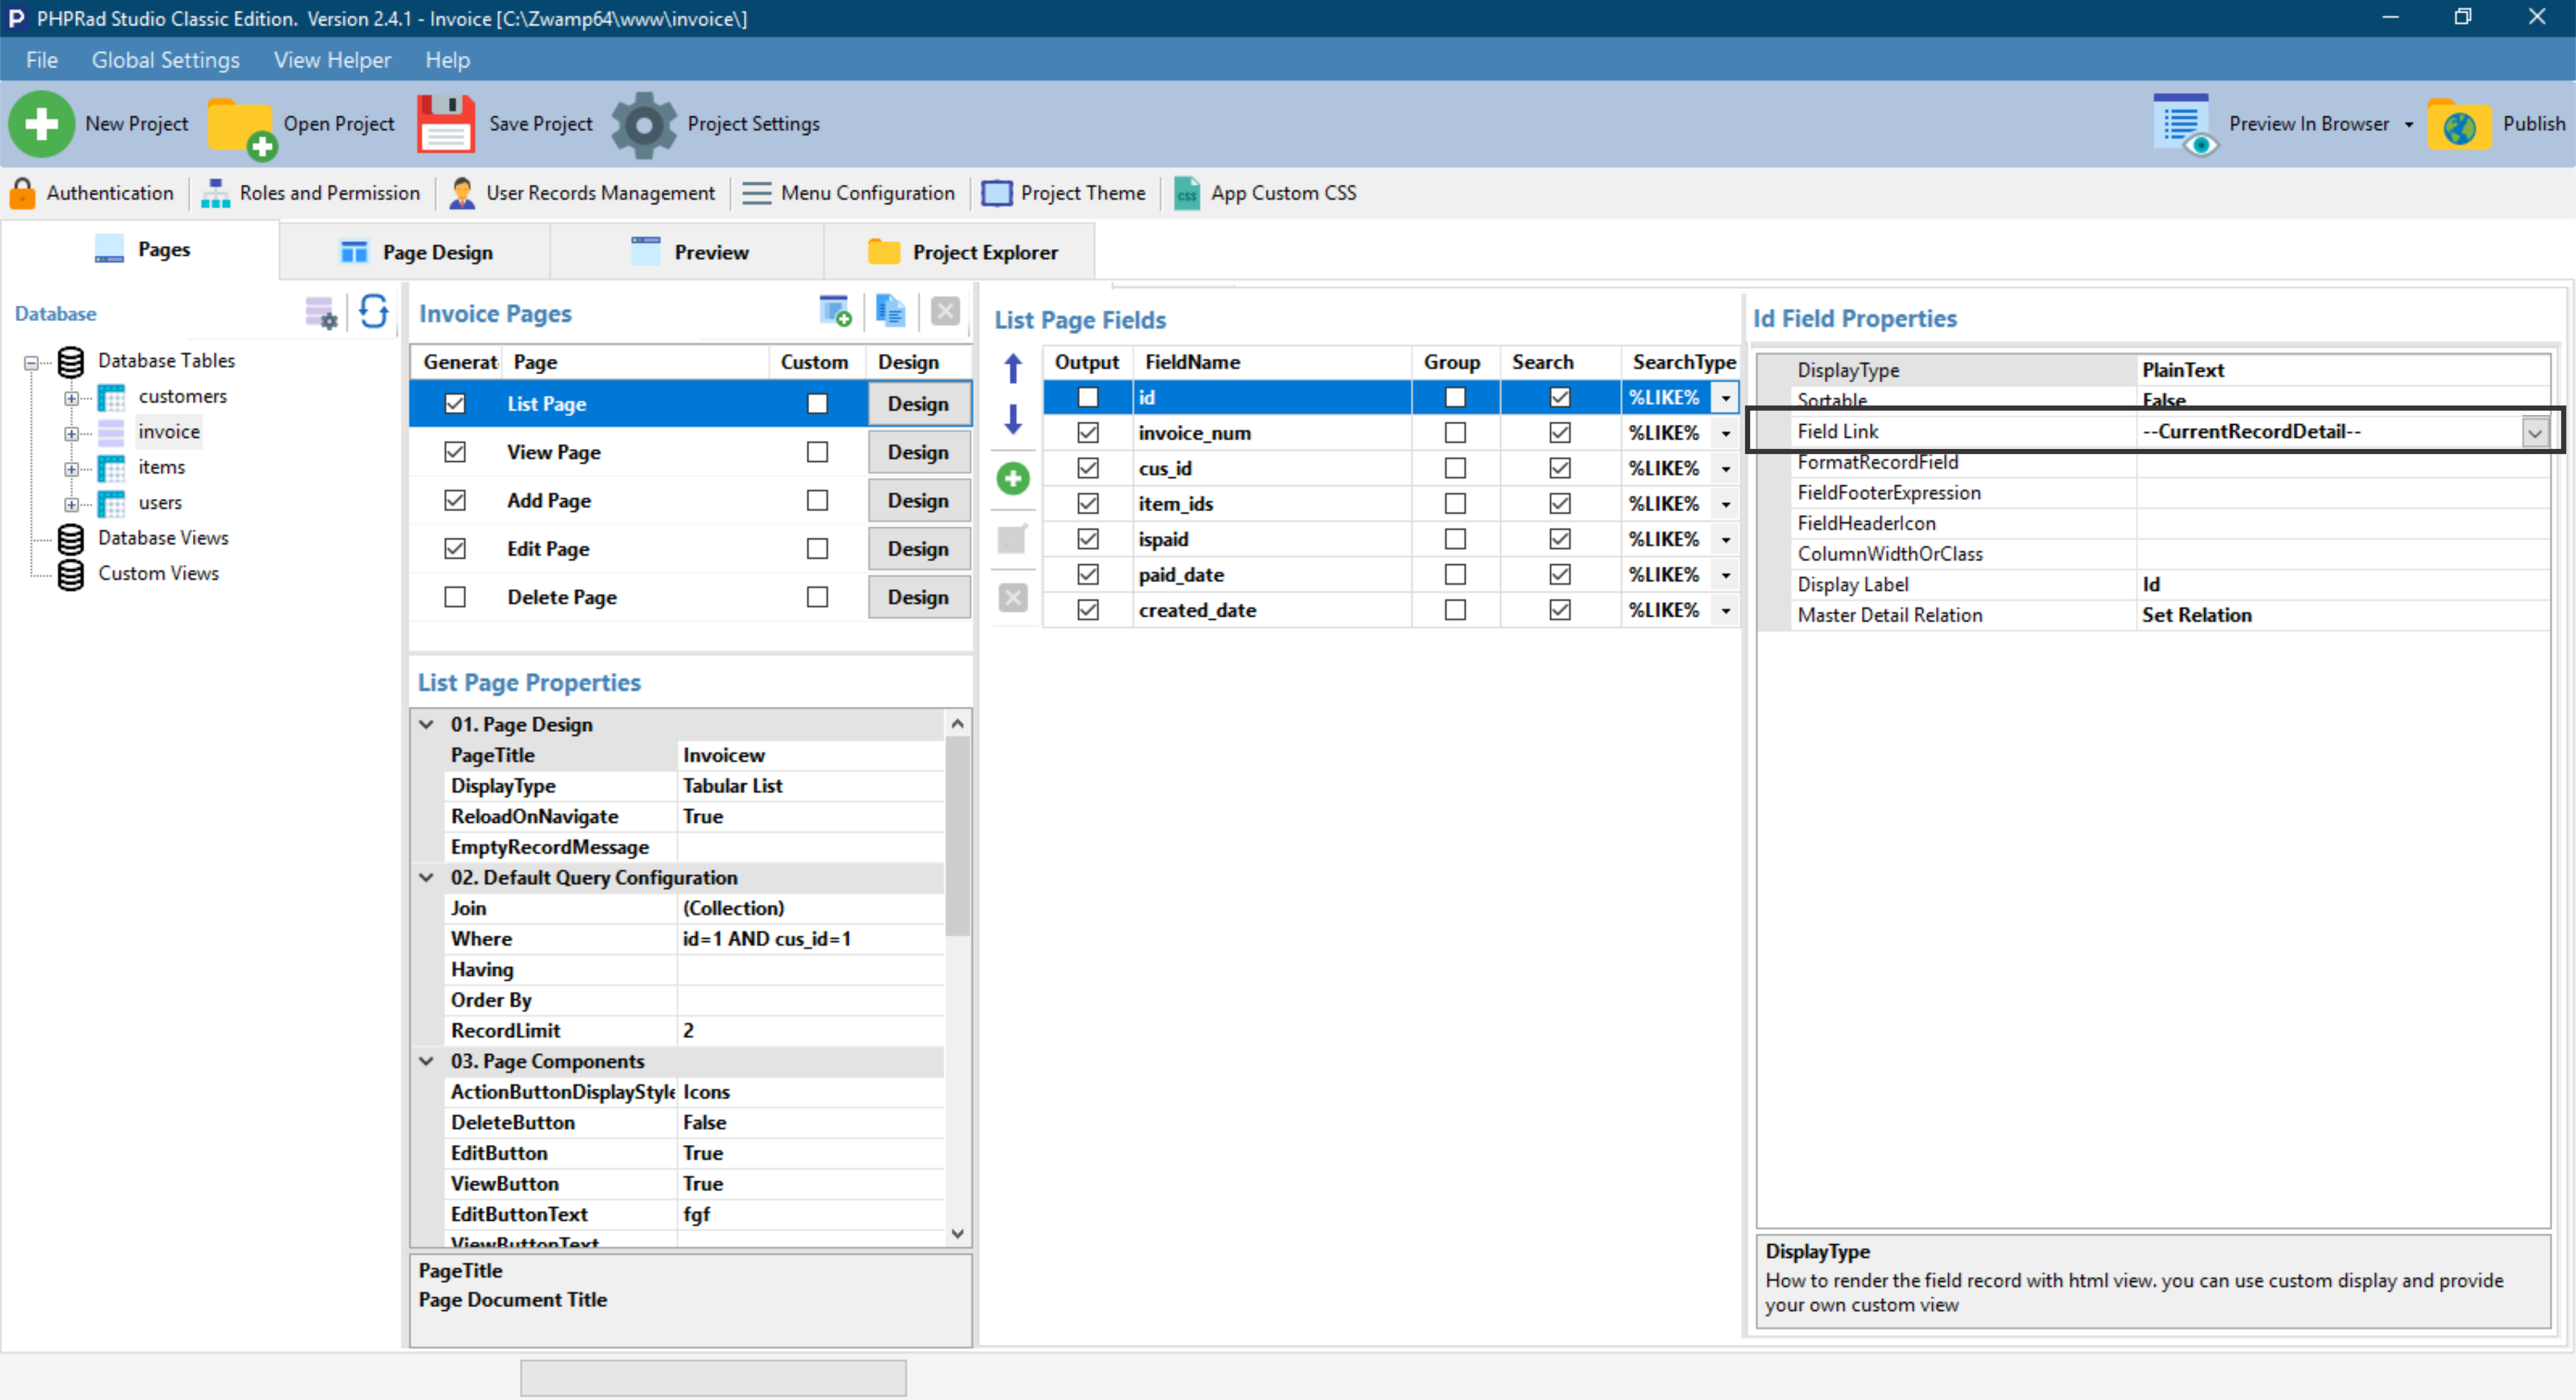 PHPRad Studio Classic Edition. Version 2.4.1 - Invoice [C:\Zwamp64\www\invoice\]
File Global Settings View Helper Help
New Project Open Project Save Project Project Settings Preview In Browser Publish
Authentication Roles and Permission User Records Management Menu Configuration Project Theme css App Custom CSS
Pages Page Design Preview Project Explorer
Database
Database Tables
customers
invoice
items
users
Database Views
Custom Views
Invoice Pages
Generat Page Custom Design
List Page Design
View Page Design
Add Page Design
Edit Page Design
Delete Page Design
List Page Properties
01. Page Design
PageTitle Invoicew
DisplayType Tabular List
ReloadOnNavigate True
EmptyRecordMessage
02. Default Query Configuration
Join (Collection)
Where id=1 AND cus_id=1
Having
Order By
RecordLimit 2
03. Page Components
ActionButtonDisplayStyle Icons
DeleteButton False
EditButton True
ViewButton True
EditButtonText fgf
ViewButtonText
PageTitle
Page Document Title
List Page Fields
Output FieldName Group Search SearchType
id %LIKE%
invoice_num %LIKE%
cus_id %LIKE%
item_ids %LIKE%
ispaid %LIKE%
paid_date %LIKE%
created_date %LIKE%
Id Field Properties
DisplayType PlainText
Sortable False
Field Link --CurrentRecordDetail--
FormatRecordField
FieldFooterExpression
FieldHeaderIcon
ColumnWidthOrClass
Display Label Id
Master Detail Relation Set Relation
DisplayType
How to render the field record with html view. you can use custom display and provide
your own custom view